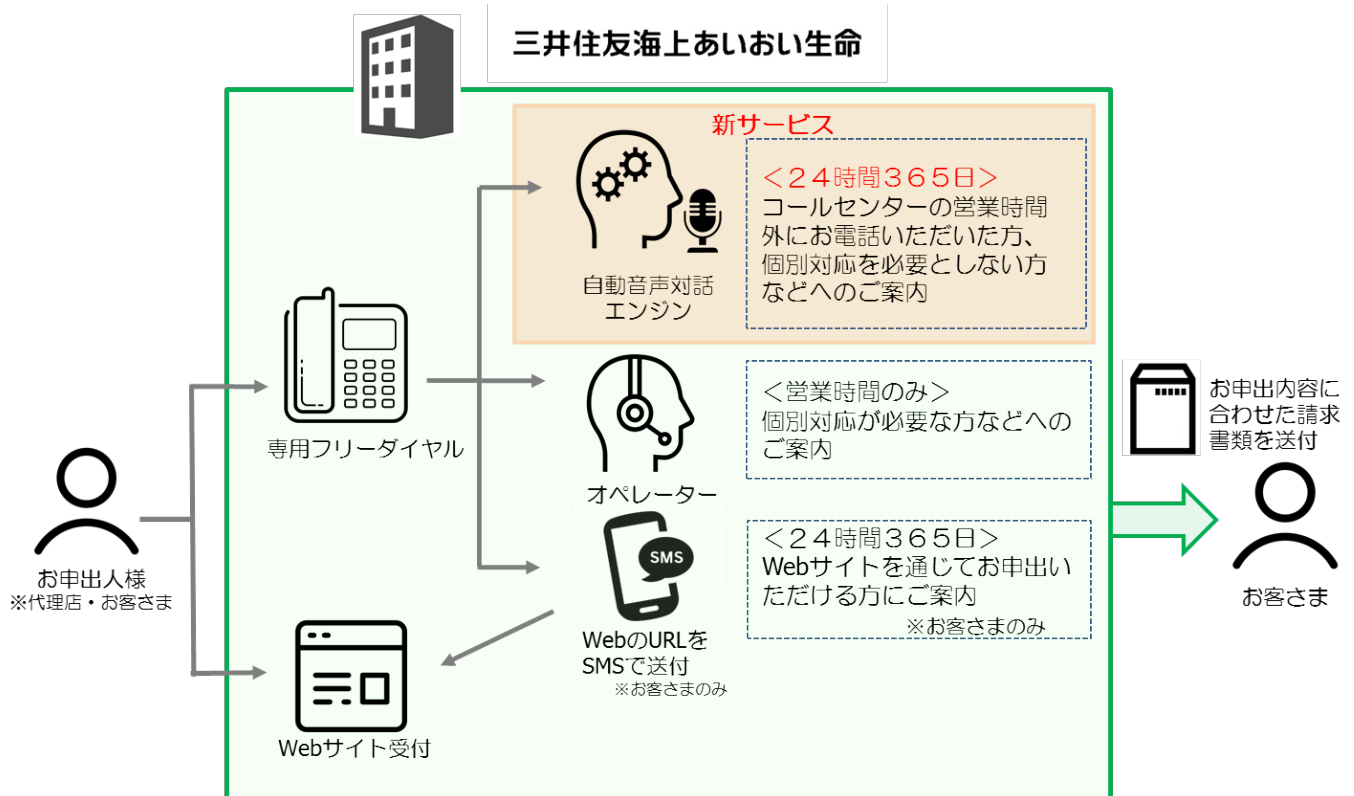 三井住友海上あいおい生命
新サービス
＜２４時間３６５日＞
コールセンターの営業時間
外にお電話いただいた方、
個別対応を必要としない方
などへのご案内
自動音声対話
エンジン
専用フリーダイヤル
＜営業時間のみ＞
個別対応が必要な方などへの
ご案内
オペレーター
SMS
WebのURLを
SMSで送付
※お客さまのみ
＜２４時間３６５日＞
Webサイトを通じてお申出い
ただける方にご案内
※お客さまのみ
お申出人様
※代理店・お客さま
Webサイト受付
お申出内容に
合わせた請求
書類を送付
お客さま